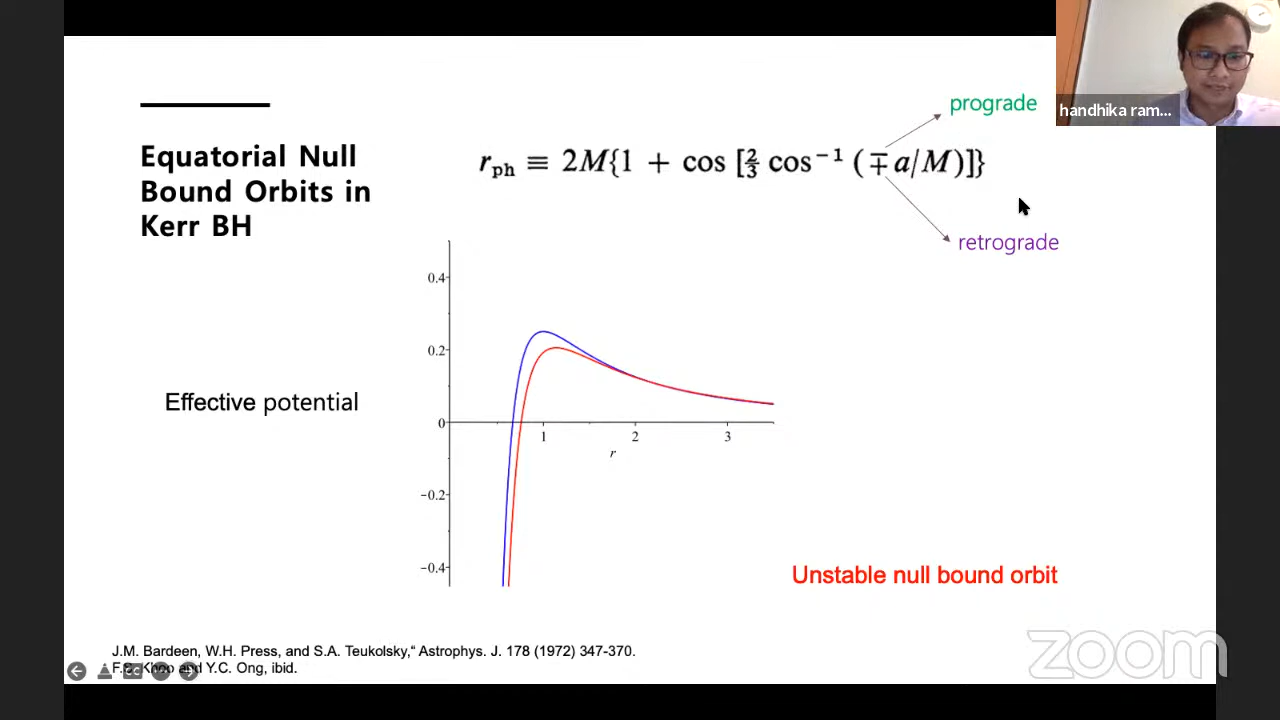 prograde
handhika ram...
Equatorial Null
Bound Orbits in
Kerr BH
r_ph ≡ 2M{1 + cos [⅔ cos⁻¹ (∓ a/M)]}
retrograde
0.4
0.2
0
1
2
3
r
−0.2
−0.4
Effective potential
Unstable null bound orbit
J.M. Bardeen, W.H. Press, and S.A. Teukolsky,“ Astrophys. J. 178 (1972) 347-370.
and Y.C. Ong, ibid.
CC
zoom